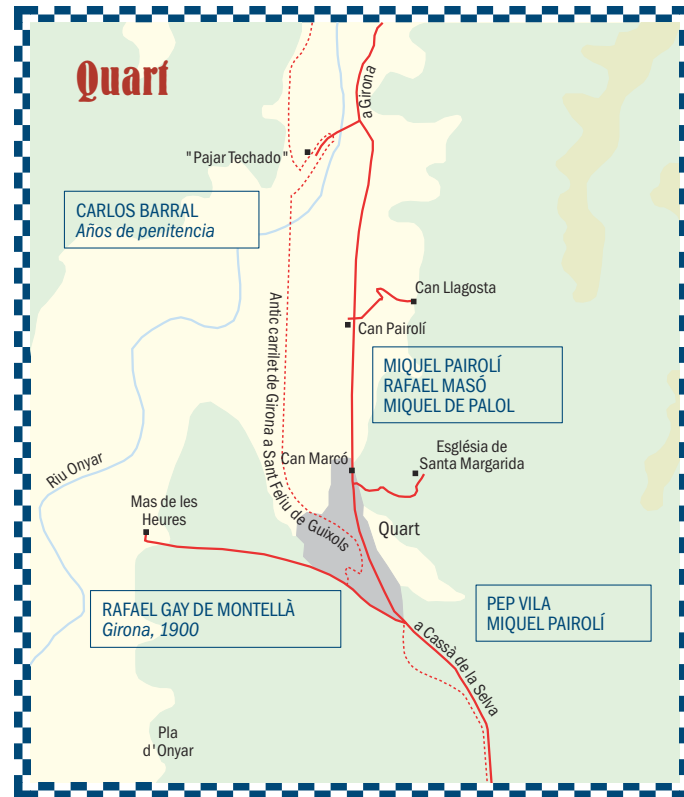 Quart
a Girona
"Pajar Techado"
CARLOS BARRAL
Años de penitencia
Can Llagosta
Can Pairolí
Antic carrilet de Girona a Sant Feliu de Guíxols
MIQUEL PAIROLÍ
RAFAEL MASÓ
MIQUEL DE PALOL
Riu Onyar
Can Marcó
Església de
Santa Margarida
Mas de les
Heures
Quart
RAFAEL GAY DE MONTELLÀ
Girona, 1900
PEP VILA
MIQUEL PAIROLÍ
a Cassà de la Selva
Pla
d'Onyar